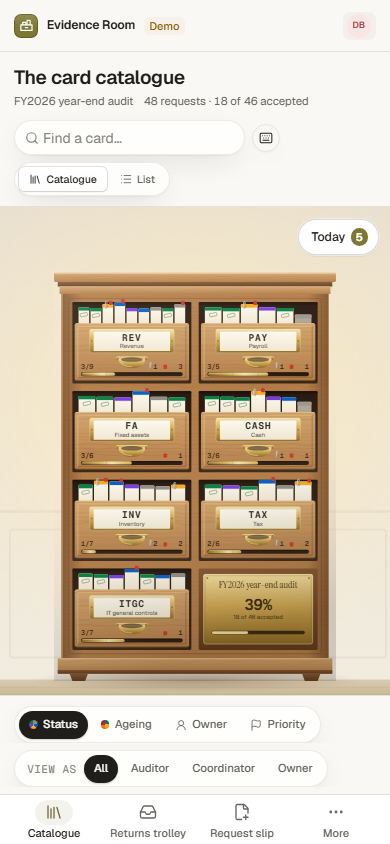 Evidence Room Demo DB
The card catalogue
FY2026 year-end audit 48 requests · 18 of 46 accepted
Find a card...
Catalogue List
Today 5
REV PAY
Revenue Payroll
3/9 1 3 3/5 1 1
FA CASH
Fixed assets Cash
3/6 1 3/6 1 1
INV TAX
Inventory Tax
1/7 2 2 2/6 1 1
ITGC FY2026 year-end audit
IT general controls 39%
3/7 1 18 of 46 accepted
Status Ageing Owner Priority
VIEW AS All Auditor Coordinator Owner
Catalogue Returns trolley Request slip More